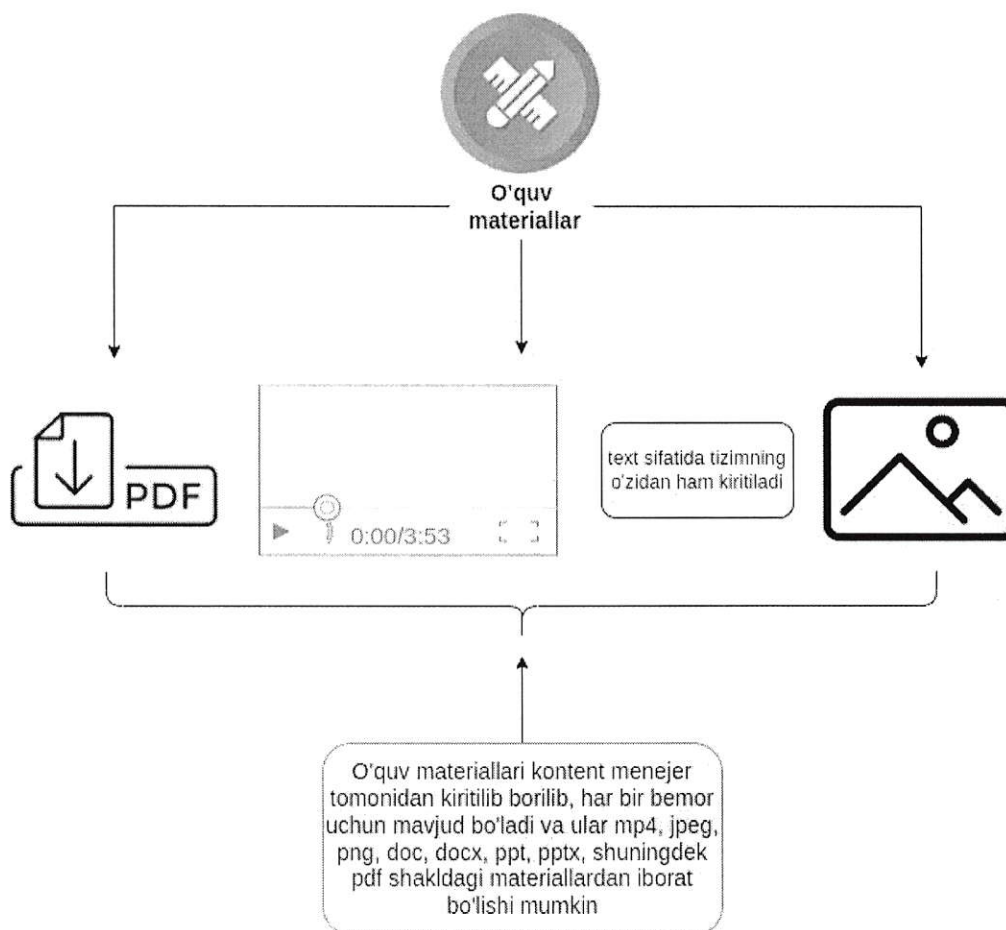 O'quv
materiallar
PDF
0:00/3:53
text sifatida tizimning
o'zidan ham kiritiladi
O'quv materiallari kontent menejer
tomonidan kiritilib borilib, har bir bemor
uchun mavjud bo'ladi va ular mp4, jpeg,
png, doc, docx, ppt, pptx, shuningdek
pdf shakldagi materiallardan iborat
bo'lishi mumkin